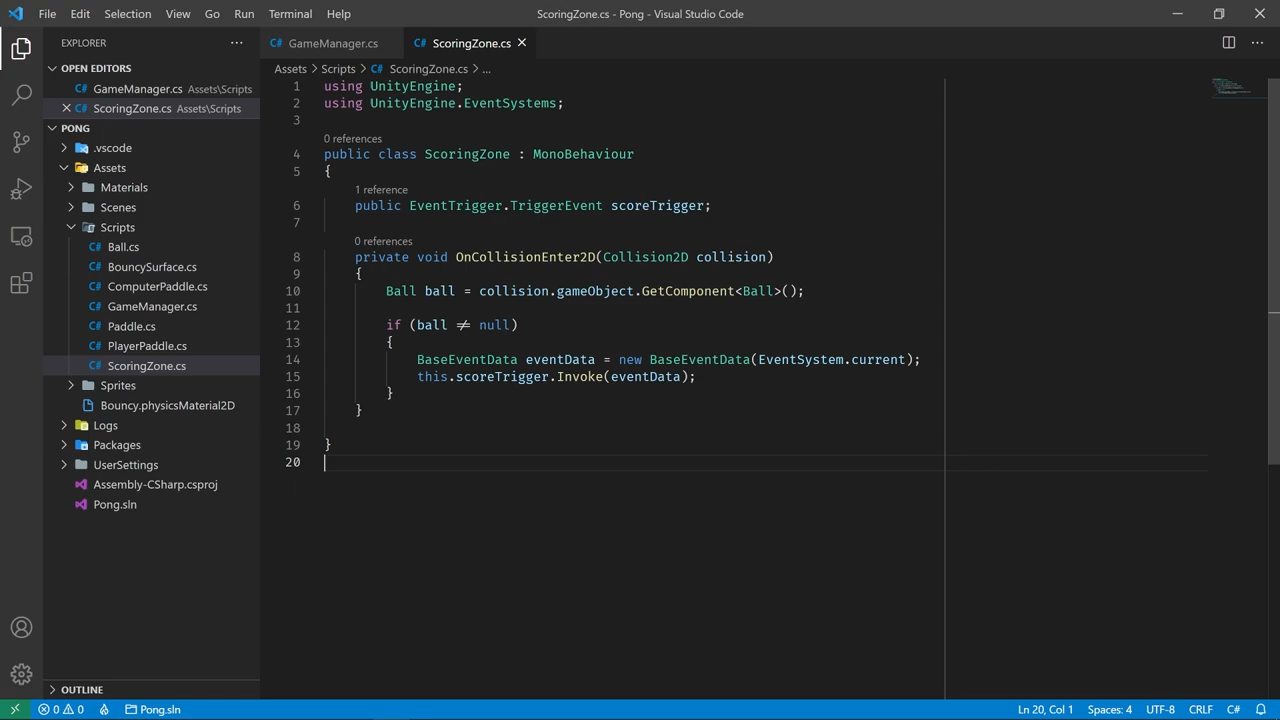 File Edit Selection View Go Run Terminal Help ScoringZone.cs - Pong - Visual Studio Code
EXPLORER
OPEN EDITORS
GameManager.cs Assets\Scripts
ScoringZone.cs Assets\Scripts
PONG
.vscode
Assets
Materials
Scenes
Scripts
C# Ball.cs
C# BouncySurface.cs
C# ComputerPaddle.cs
C# GameManager.cs
C# Paddle.cs
C# PlayerPaddle.cs
C# ScoringZone.cs
Sprites
Bouncy.physicsMaterial2D
Logs
Packages
UserSettings
Assembly-CSharp.csproj
Pong.sln
OUTLINE
C# GameManager.cs C# ScoringZone.cs
Assets > Scripts > C# ScoringZone.cs > ...
1 using UnityEngine;
2 using UnityEngine.EventSystems;
3
0 references
4 public class ScoringZone : MonoBehaviour
5 {
1 reference
6 public EventTrigger.TriggerEvent scoreTrigger;
7
0 references
8 private void OnCollisionEnter2D(Collision2D collision)
9 {
10 Ball ball = collision.gameObject.GetComponent<Ball>();
11
12 if (ball ≠ null)
13 {
14 BaseEventData eventData = new BaseEventData(EventSystem.current);
15 this.scoreTrigger.Invoke(eventData);
16 }
17 }
18
19 }
20
0 0 Pong.sln Ln 20, Col 1 Spaces: 4 UTF-8 CRLF C#